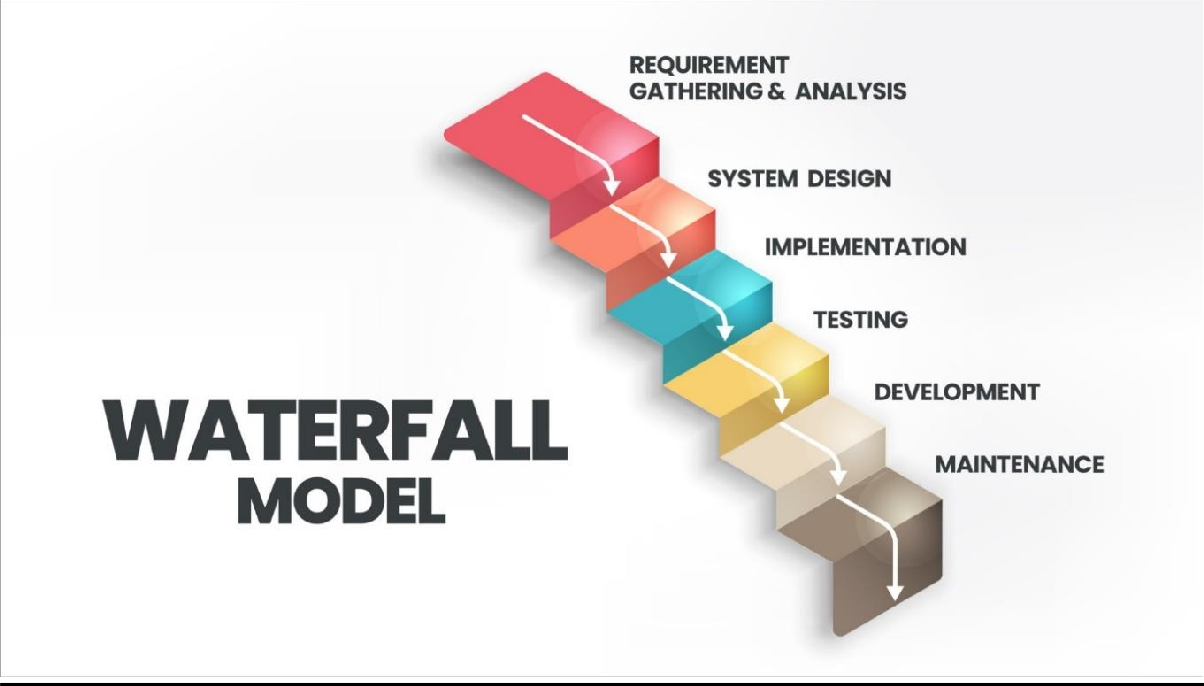 REQUIREMENT
GATHERING & ANALYSIS
SYSTEM DESIGN
IMPLEMENTATION
TESTING
DEVELOPMENT
MAINTENANCE
WATERFALL
MODEL